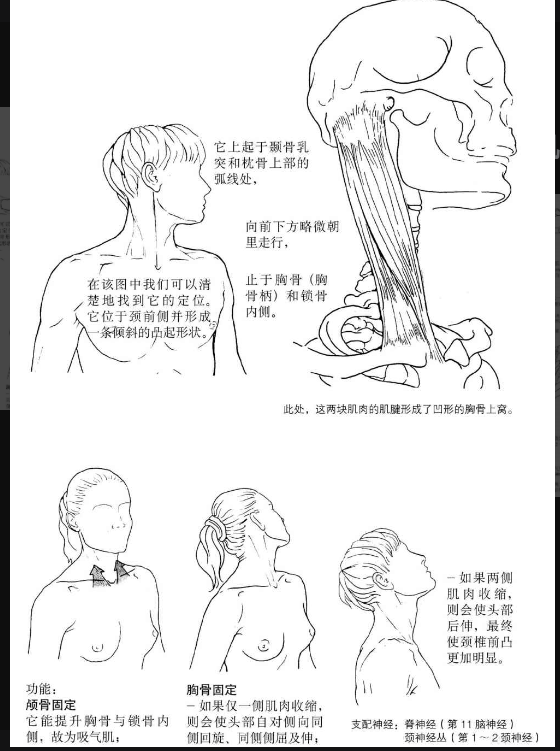 它上起于颞骨乳
突和枕骨上部的
弧线处，
向前下方略微朝
里走行，
止于胸骨（胸
骨柄）和锁骨
内侧。
在该图中我们可以清
楚地找到它的定位。
它位于颈前侧并形成
一条倾斜的凸起形状。
此处，这两块肌肉的肌腱形成了凹形的胸骨上窝。
功能：
颅骨固定
它能提升胸骨与锁骨内
侧，故为吸气肌；
胸骨固定
– 如果仅一侧肌肉收缩，
则会使头部自对侧向同
侧回旋、同侧侧屈及伸；
– 如果两侧
肌肉收缩，
则会使头部
后伸，最终
使颈椎前凸
更加明显。
支配神经：脊神经（第11脑神经）
颈神经丛（第1～2颈神经）